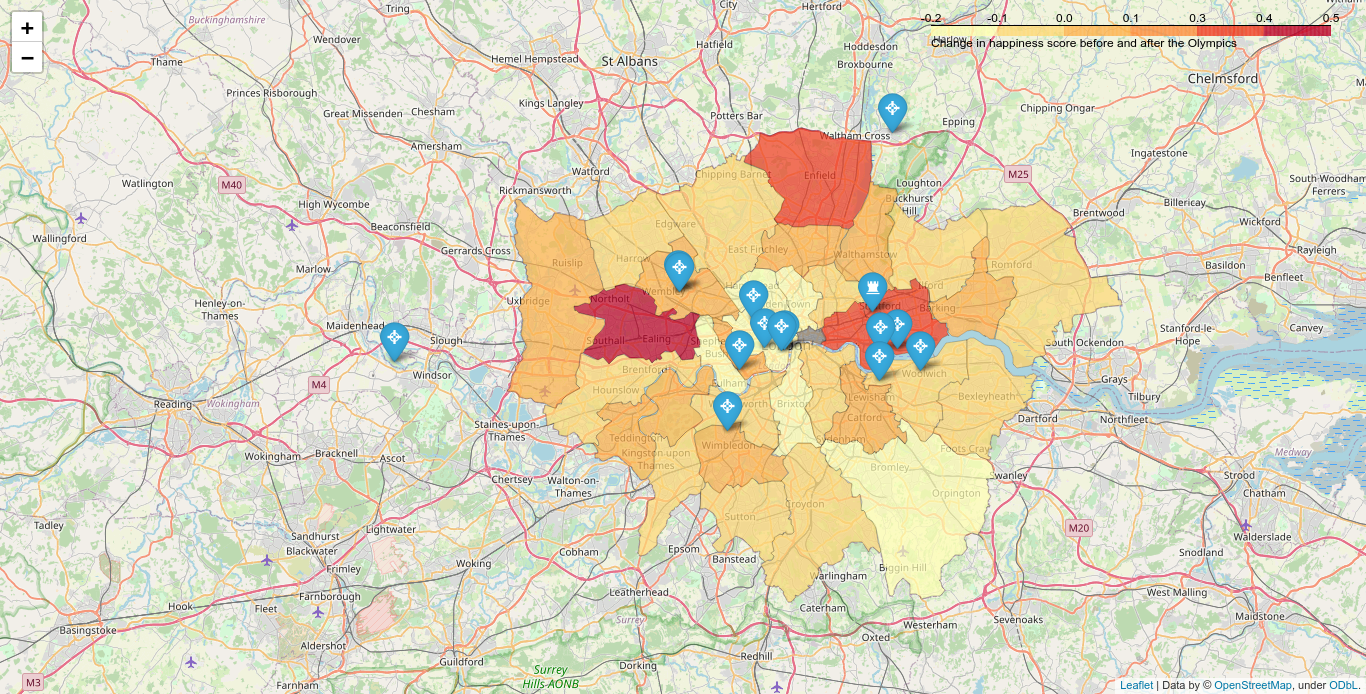 +
−
-0.2 -0.1 0.0 0.1 0.3 0.4 0.5
Change in happiness score before and after the Olympics
Tring
City
Hertford
Buckinghamshire
Wendover
Hatfield
Hoddesdon
Harlow
Thame
Hemel Hempstead
St Albans
Broxbourne
Chelmsford
Princes Risborough
Kings Langley
Chipping Ongar
Great Missenden
Chesham
Potters Bar
Epping
Waltham Cross
Amersham
Ingatestone
Watford
Chipping Barnet
Enfield
M25
South Woodham
Ferrers
Watlington
M40
Rickmansworth
Loughton
Buckhurst
Hill
High Wycombe
Brentwood
Billericay
Wickford
Beaconsfield
Edgware
Wallingford
Gerrards Cross
East Finchley
Walthamstow
Rayleigh
Ruislip
Harrow
Romford
Basildon
Marlow
Benfleet
Henley-on-
Thames
Uxbridge
Northolt
Wembley
Barking
Maidenhead
Slough
Southall
Ealing
Stanford-le
Hope
Canvey
South Ockendon
Windsor
Brentford
Bush
Fulham
Woolwich
Grays
Tilbury
M4
Hounslow
Reading
Wokingham
Brixton
Lewisham
Bexleyheath
Catford
Dartford
Northfleet
Staines-upon-
Thames
Teddington
Wimbledon
Sydenham
Wokingham
Bracknell
Ascot
Kingston upon
Thames
Foots Cray
Medway
Bromley
Chertsey
Walton-on-
Thames
Swanley
Strood
Orpington
Chatham
Croydon
Sutton
Tadley
Lightwater
M20
Sandhurst
Blackwater
Walderslade
Cobham
Epsom
Banstead
Snodland
Frimley
Woking
Biggin Hill
Warlingham
Hook
Farnborough
Leatherhead
West Malling
Fleet
Caterham
Surrey
Westerham
Sevenoaks
Maidstone
Basingstoke
Aldershot
Oxted
Guildford
Dorking
Redhill
Surrey
Hills AONB
M3
Farnham
Leaflet | Data by © OpenStreetMap, under ODbL.